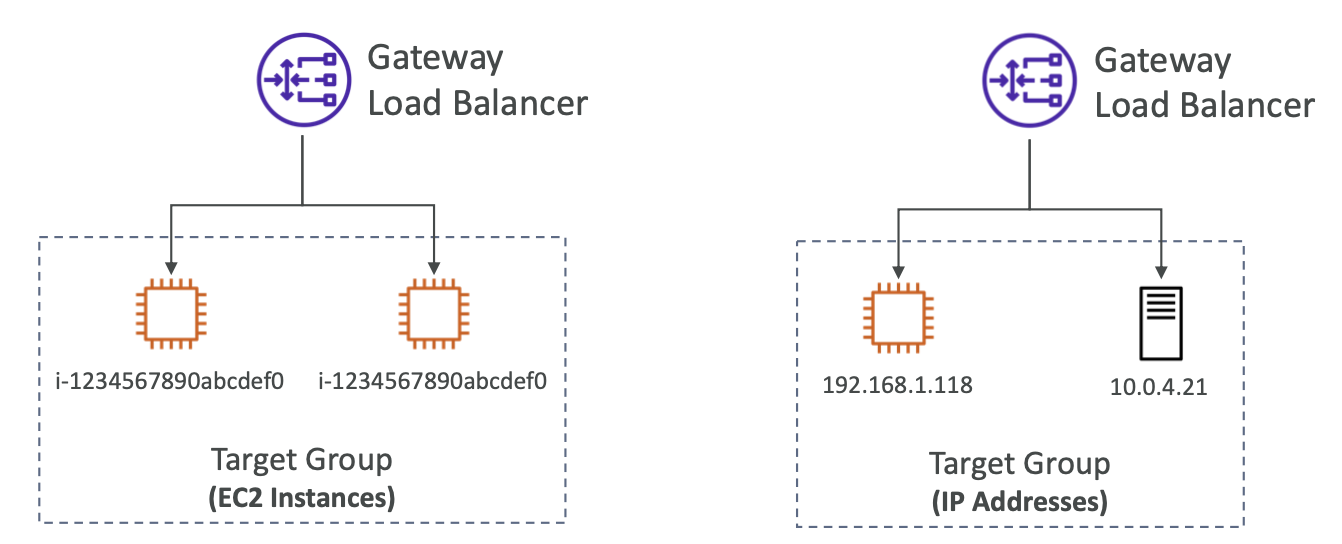 Gateway
Load Balancer
i-1234567890abcdef0
i-1234567890abcdef0
Target Group
(EC2 Instances)
Gateway
Load Balancer
192.168.1.118
10.0.4.21
Target Group
(IP Addresses)